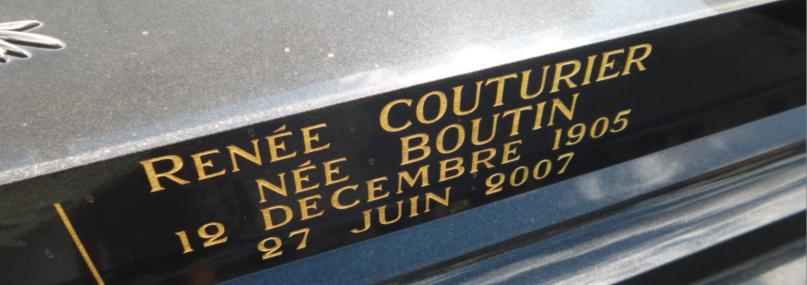 RENÉE COUTURIER
NÉE BOUTIN
12 DECEMBRE 1905
27 JUIN 2007